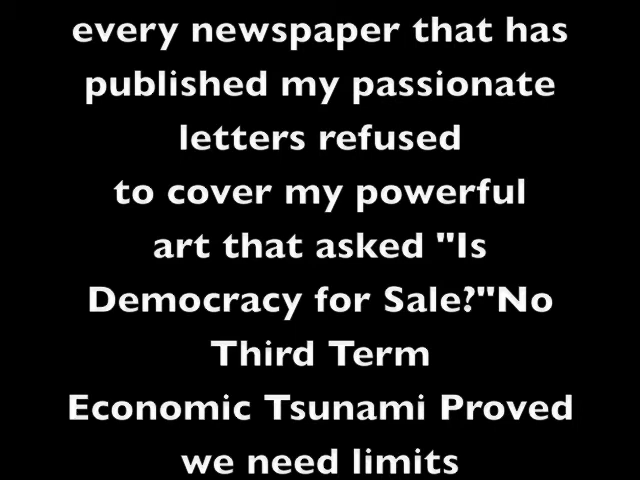 every newspaper that has
published my passionate
letters refused
to cover my powerful
art that asked "Is
Democracy for Sale?"No
Third Term
Economic Tsunami Proved
we need limits